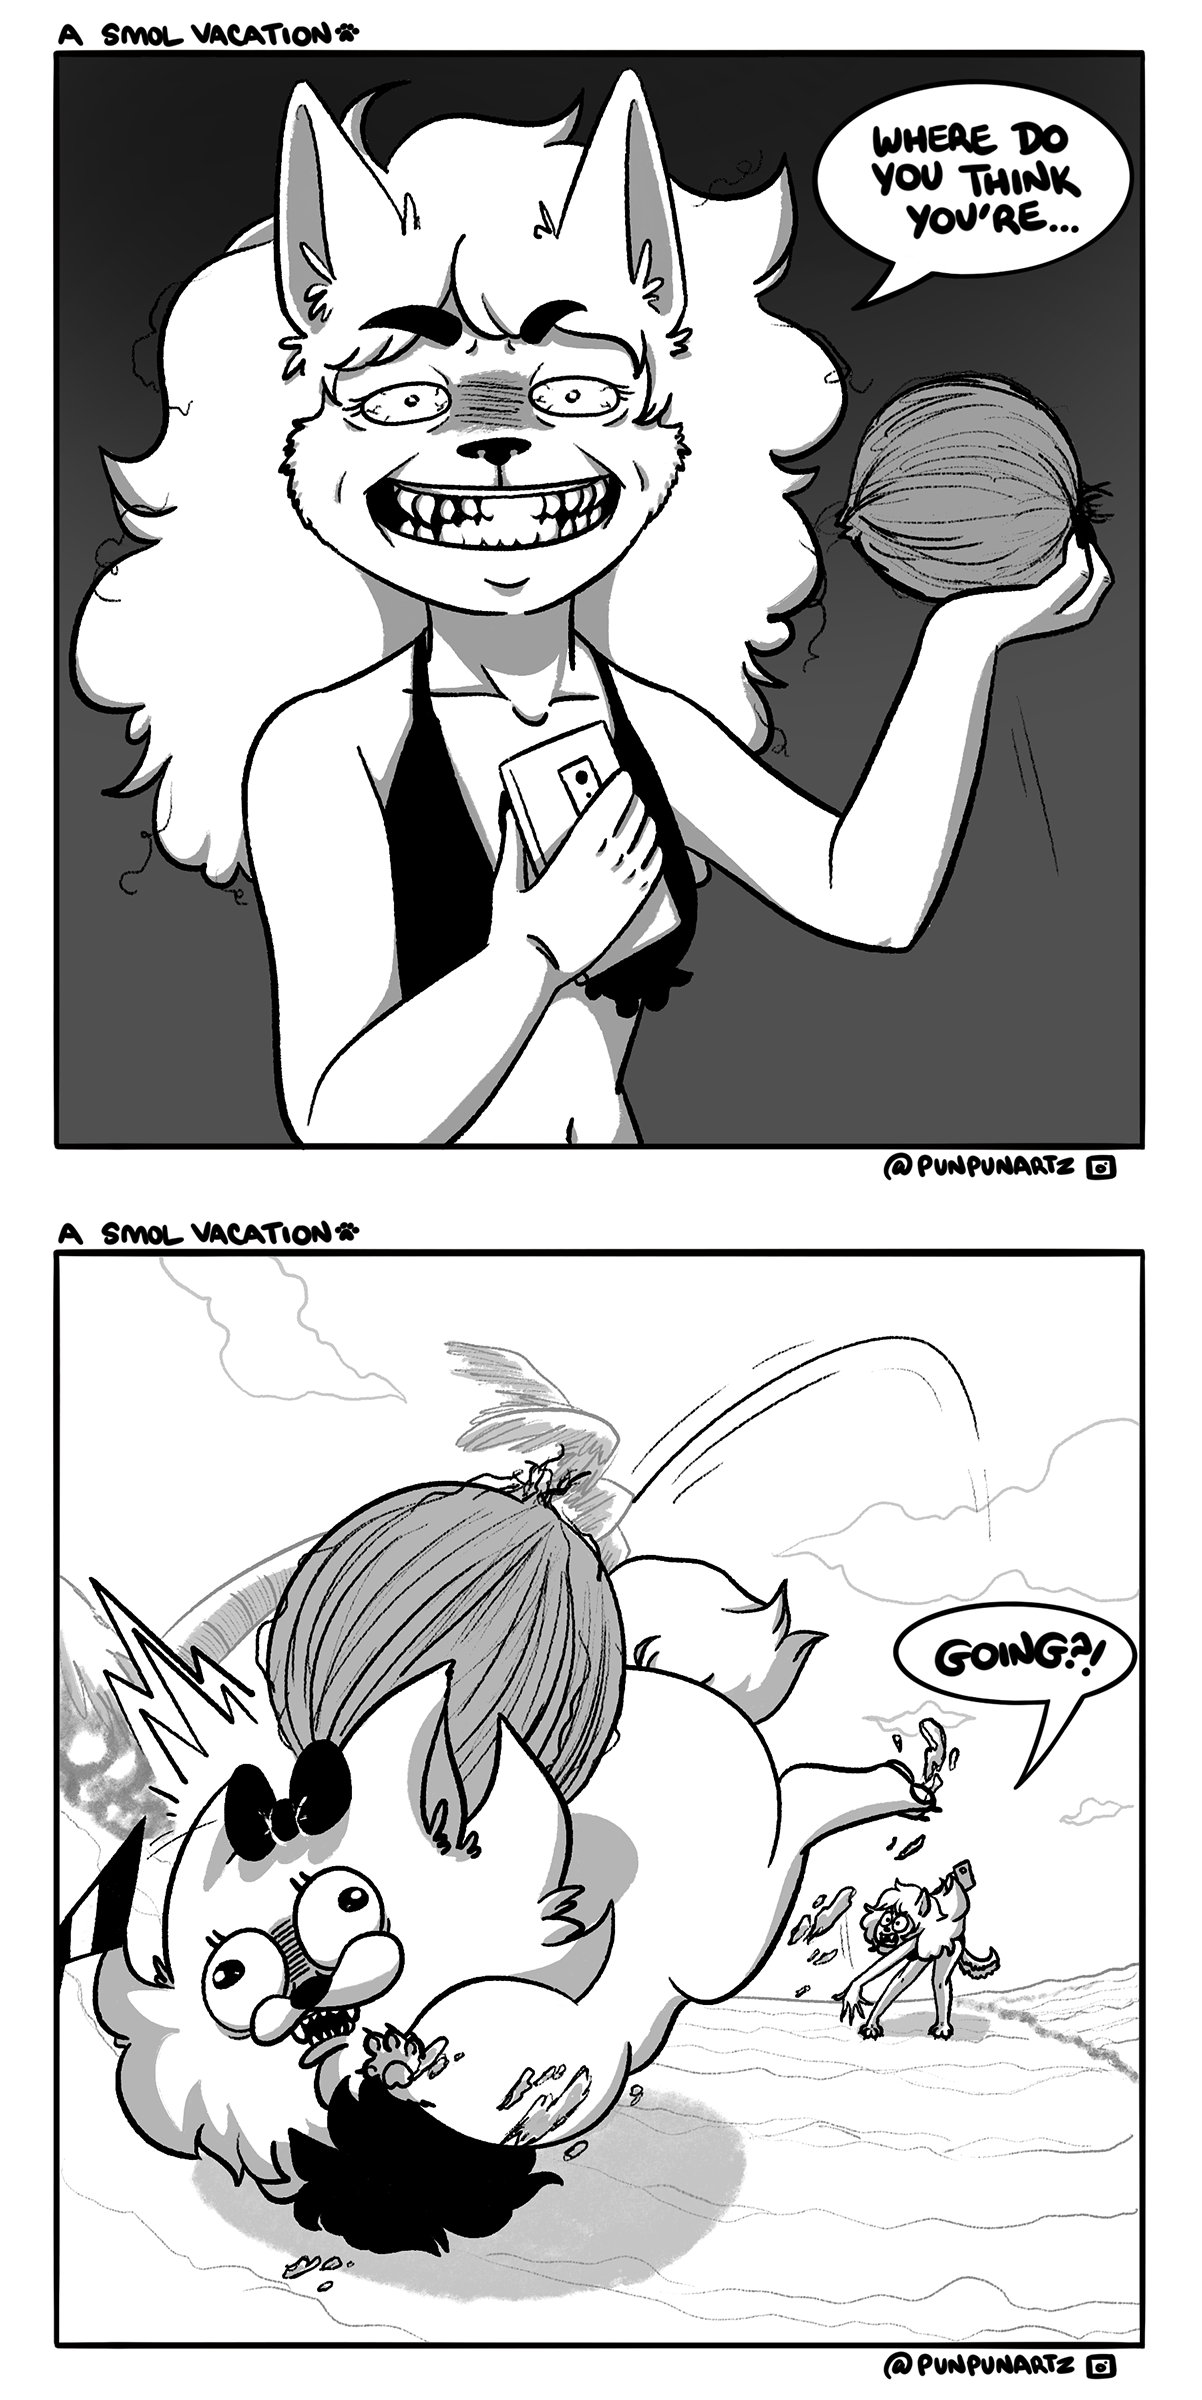 A SMOL VACATION
WHERE DO
YOU THINK
YOU'RE...
@PUNPUNARTZ
A SMOL VACATION
GOING?!
@PUNPUNARTZ